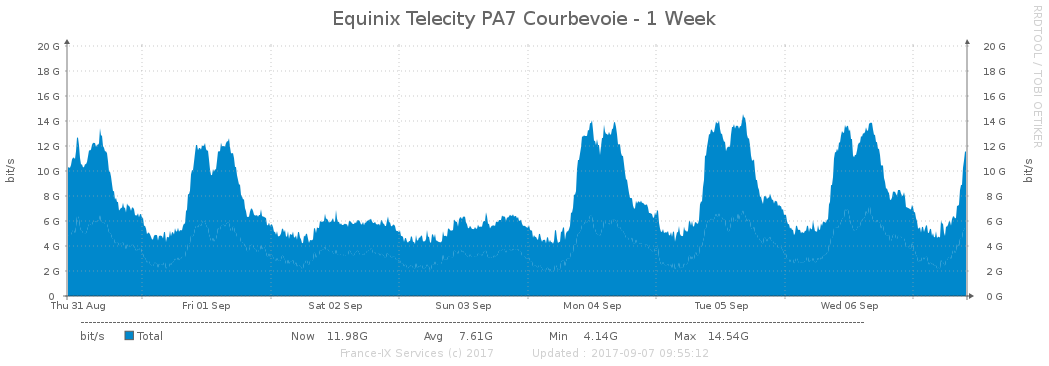 Equinix Telecity PA7 Courbevoie - 1 Week
RRDTOOL / TOBI OETIKER
20 G 20 G
18 G 18 G
16 G 16 G
14 G 14 G
12 G 12 G
10 G 10 G
8 G 8 G
6 G 6 G
4 G 4 G
2 G 2 G
0 0 G
bit/s bit/s
Thu 31 Aug Fri 01 Sep Sat 02 Sep Sun 03 Sep Mon 04 Sep Tue 05 Sep Wed 06 Sep
bit/s Total Now 11.98G Avg 7.61G Min 4.14G Max 14.54G
France-IX Services (c) 2017 Updated : 2017-09-07 09:55:12